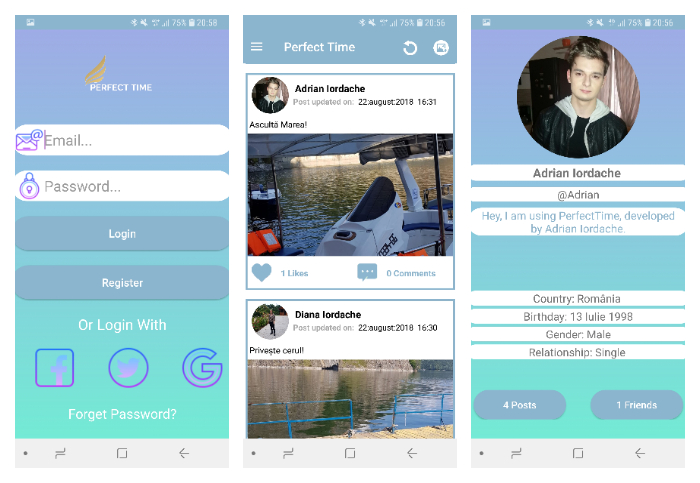 75% 20:58
PERFECT TIME
Email...
Password...
Login
Register
Or Login With
Forget Password?
75% 20:56
Perfect Time
Adrian Iordache
Post updated on: 22:august:2018 16:31
Ascultă Marea!
1 Likes
0 Comments
Diana Iordache
Post updated on: 22:august:2018 16:30
Privește cerul!
75% 20:56
Adrian Iordache
@Adrian
Hey, I am using PerfectTime, developed
by Adrian Iordache.
Country: România
Birthday: 13 Iulie 1998
Gender: Male
Relationship: Single
4 Posts
1 Friends